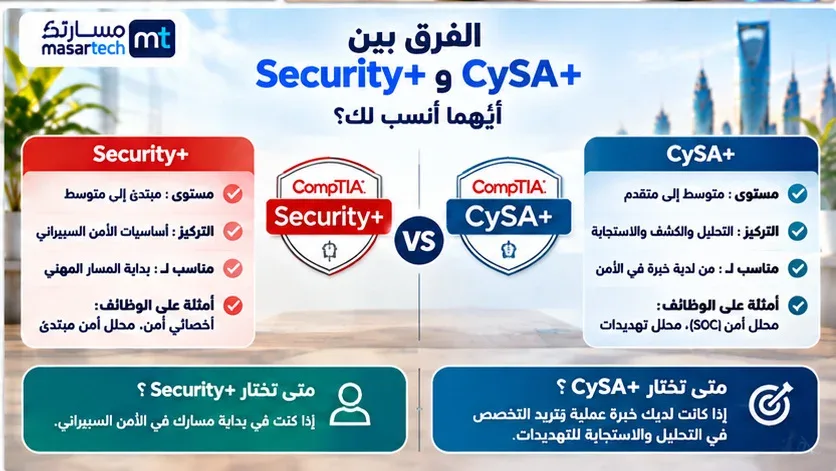 مسارتك
masartech
mt
الفرق بين
Security+ و CySA+
أيُهما أنسب لك؟
Security+
مستوى : مبتدئ إلى متوسط
التركيز : أساسيات الأمن السيبراني
مناسب لـ : بداية المسار المهني
أمثلة على الوظائف :
أخصائي أمن، محلل أمن مبتدئ
CompTIA.
Security+
VS
CompTIA.
CySA+
CySA+
مستوى : متوسط إلى متقدم
التركيز : التحليل والكشف والاستجابة
مناسب لـ : من لدية خبرة في الأمن
أمثلة على الوظائف :
محلل أمن (SOC)، محلل تهديدات
متى تختار +Security ؟
إذا كنت في بداية مسارك في الأمن السيبراني.
متى تختار +CySA ؟
إذا كانت لديك خبرة عملية وَتريد التخصص
في التحليل والاستجابة للتهديدات.